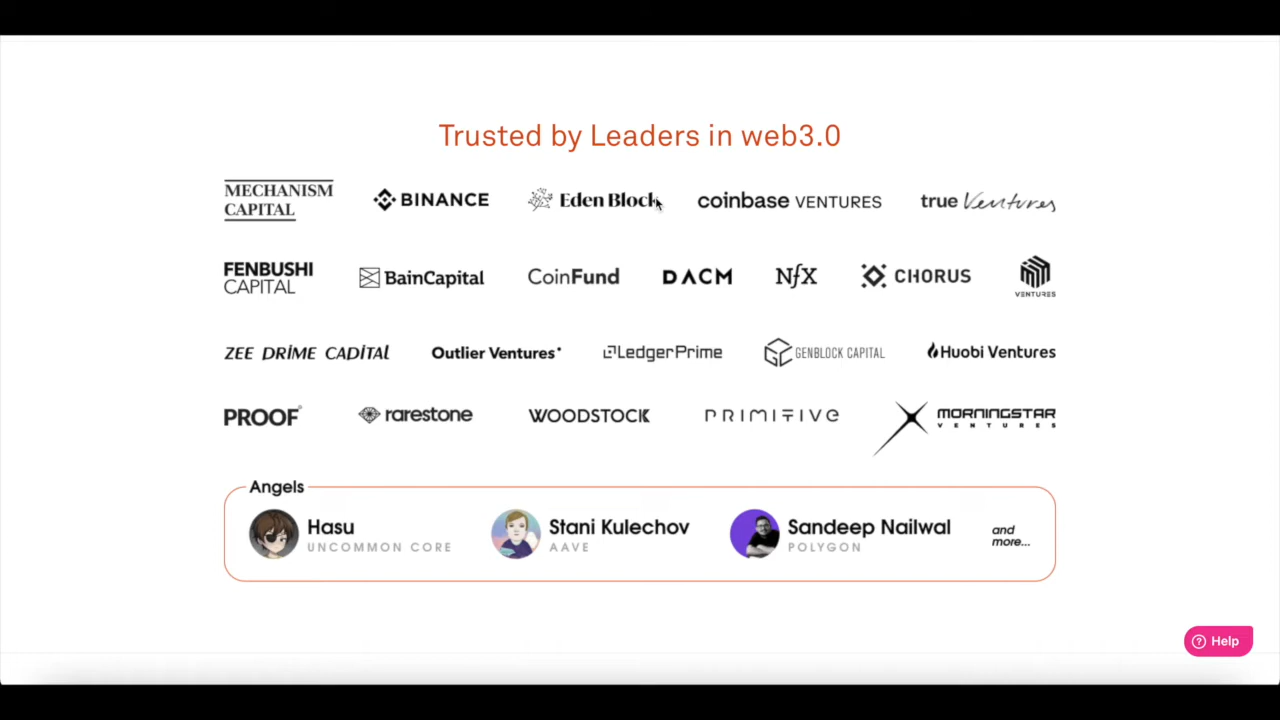 Trusted by Leaders in web3.0
MECHANISM
CAPITAL
BINANCE
Eden Block
coinbase VENTURES
true Ventures
FENBUSHI
CAPITAL
BainCapital
CoinFund
DACM
NfX
CHORUS
VENTURES
ZEE PRIME CAPITAL
Outlier Ventures
LedgerPrime
GENBLOCK CAPITAL
Huobi Ventures
PROOF
rarestone
WOODSTOCK
PRIMITIVE
MORNINGSTAR
VENTURES
Angels
Hasu
UNCOMMON CORE
Stani Kulechov
AAVE
Sandeep Nailwal
POLYGON
and
more...
Help